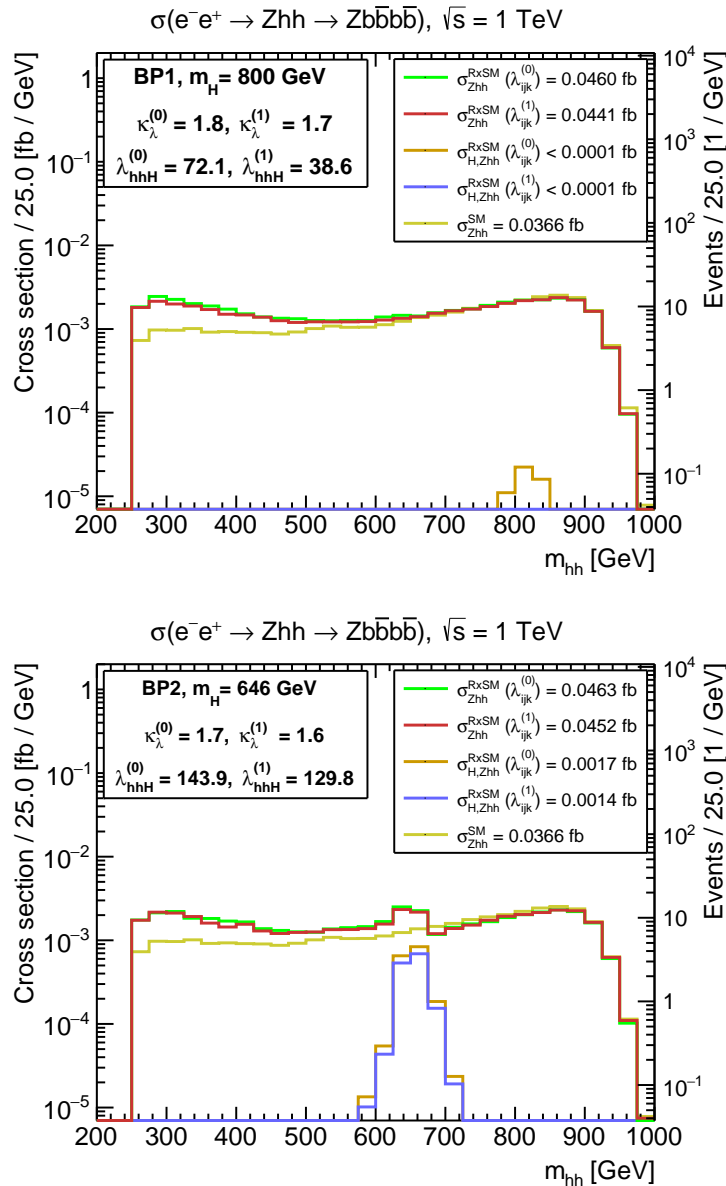 σ(e⁻e⁺ → Zhh → Zbb̅bb̅), √s = 1 TeV
Cross section / 25.0 [fb / GeV]
Events / 25.0 [1 / GeV]
BP1, m_H = 800 GeV
κ_λ^(0) = 1.8, κ_λ^(1) = 1.7
λ_hhH^(0) = 72.1, λ_hhH^(1) = 38.6
σ_Zhh^RxSM (λ_ijk^(0)) = 0.0460 fb
σ_Zhh^RxSM (λ_ijk^(1)) = 0.0441 fb
σ_H,Zhh^RxSM (λ_ijk^(0)) < 0.0001 fb
σ_H,Zhh^RxSM (λ_ijk^(1)) < 0.0001 fb
σ_Zhh^SM = 0.0366 fb
1
10⁻¹
10⁻²
10⁻³
10⁻⁴
10⁻⁵
10⁴
10³
10²
10
1
10⁻¹
200 300 400 500 600 700 800 900 1000
m_hh [GeV]
σ(e⁻e⁺ → Zhh → Zbb̅bb̅), √s = 1 TeV
Cross section / 25.0 [fb / GeV]
Events / 25.0 [1 / GeV]
BP2, m_H = 646 GeV
κ_λ^(0) = 1.7, κ_λ^(1) = 1.6
λ_hhH^(0) = 143.9, λ_hhH^(1) = 129.8
σ_Zhh^RxSM (λ_ijk^(0)) = 0.0463 fb
σ_Zhh^RxSM (λ_ijk^(1)) = 0.0452 fb
σ_H,Zhh^RxSM (λ_ijk^(0)) = 0.0017 fb
σ_H,Zhh^RxSM (λ_ijk^(1)) = 0.0014 fb
σ_Zhh^SM = 0.0366 fb
1
10⁻¹
10⁻²
10⁻³
10⁻⁴
10⁻⁵
10⁴
10³
10²
10
1
10⁻¹
200 300 400 500 600 700 800 900 1000
m_hh [GeV]